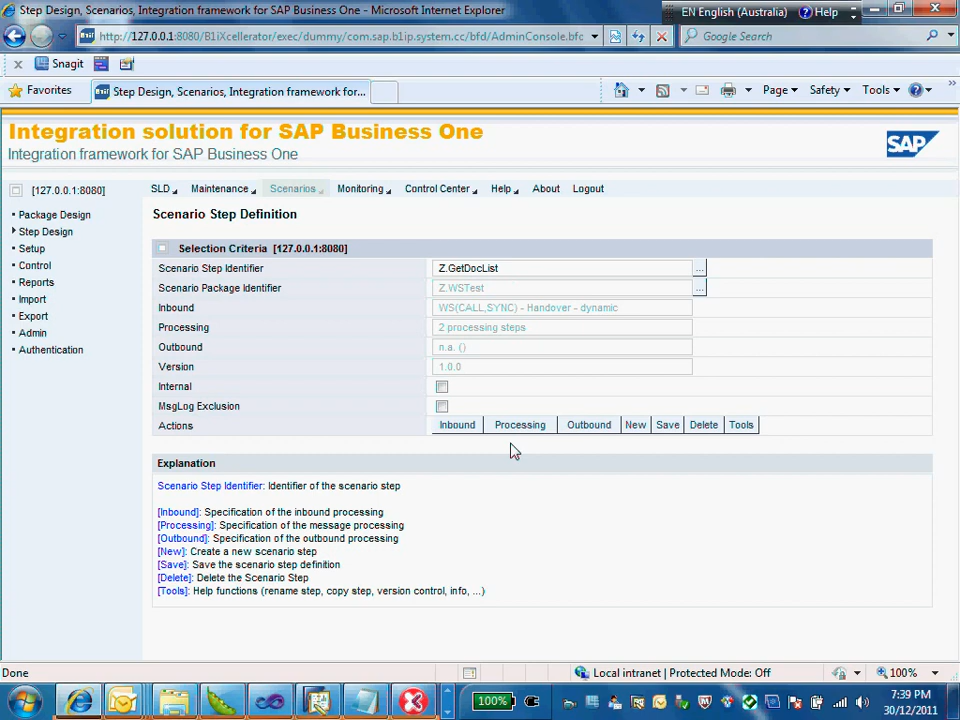 Step Design, Scenarios, Integration framework for SAP Business One - Microsoft Internet Explorer
EN English (Australia)
Help
http://127.0.0.1:8080/B1iXcellerator/exec/dummy/com.sap.b1ip.system.cc/bfd/AdminConsole.bfc
Google Search
x Snagit
Favorites
Step Design, Scenarios, Integration framework for...
Page
Safety
Tools
Integration solution for SAP Business One
Integration framework for SAP Business One
SAP
[127.0.0.1:8080]
SLD
Maintenance
Scenarios
Monitoring
Control Center
Help
About
Logout
Package Design
Step Design
Setup
Control
Reports
Import
Export
Admin
Authentication
Scenario Step Definition
Selection Criteria [127.0.0.1:8080]
Scenario Step Identifier Z.GetDocList ...
Scenario Package Identifier Z.WSTest ...
Inbound WS(CALL,SYNC) - Handover - dynamic
Processing 2 processing steps
Outbound n.a. ()
Version 1.0.0
Internal
MsgLog Exclusion
Actions Inbound Processing Outbound New Save Delete Tools
Explanation
Scenario Step Identifier: Identifier of the scenario step
[Inbound]: Specification of the inbound processing
[Processing]: Specification of the message processing
[Outbound]: Specification of the outbound processing
[New]: Create a new scenario step
[Save]: Save the scenario step definition
[Delete]: Delete the Scenario Step
[Tools]: Help functions (rename step, copy step, version control, info, ...)
Done
Local intranet | Protected Mode: Off
100%
100%
7:39 PM
30/12/2011